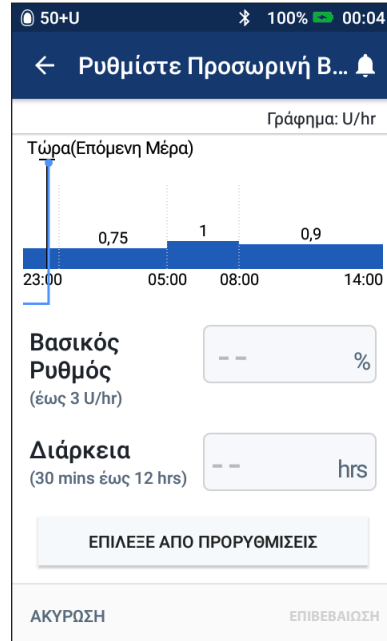 50+U 100% 00:04
Ρυθμίστε Προσωρινή Β...
Γράφημα: U/hr
Τώρα(Επόμενη Μέρα)
0,75 1 0,9
23:00 05:00 08:00 14:00
Βασικός
Ρυθμός
(έως 3 U/hr)
-- %
Διάρκεια
(30 mins έως 12 hrs)
-- hrs
ΕΠΙΛΕΞΕ ΑΠΟ ΠΡΟΡΥΘΜΙΣΕΙΣ
ΑΚΥΡΩΣΗ ΕΠΙΒΕΒΑΙΩΣΗ